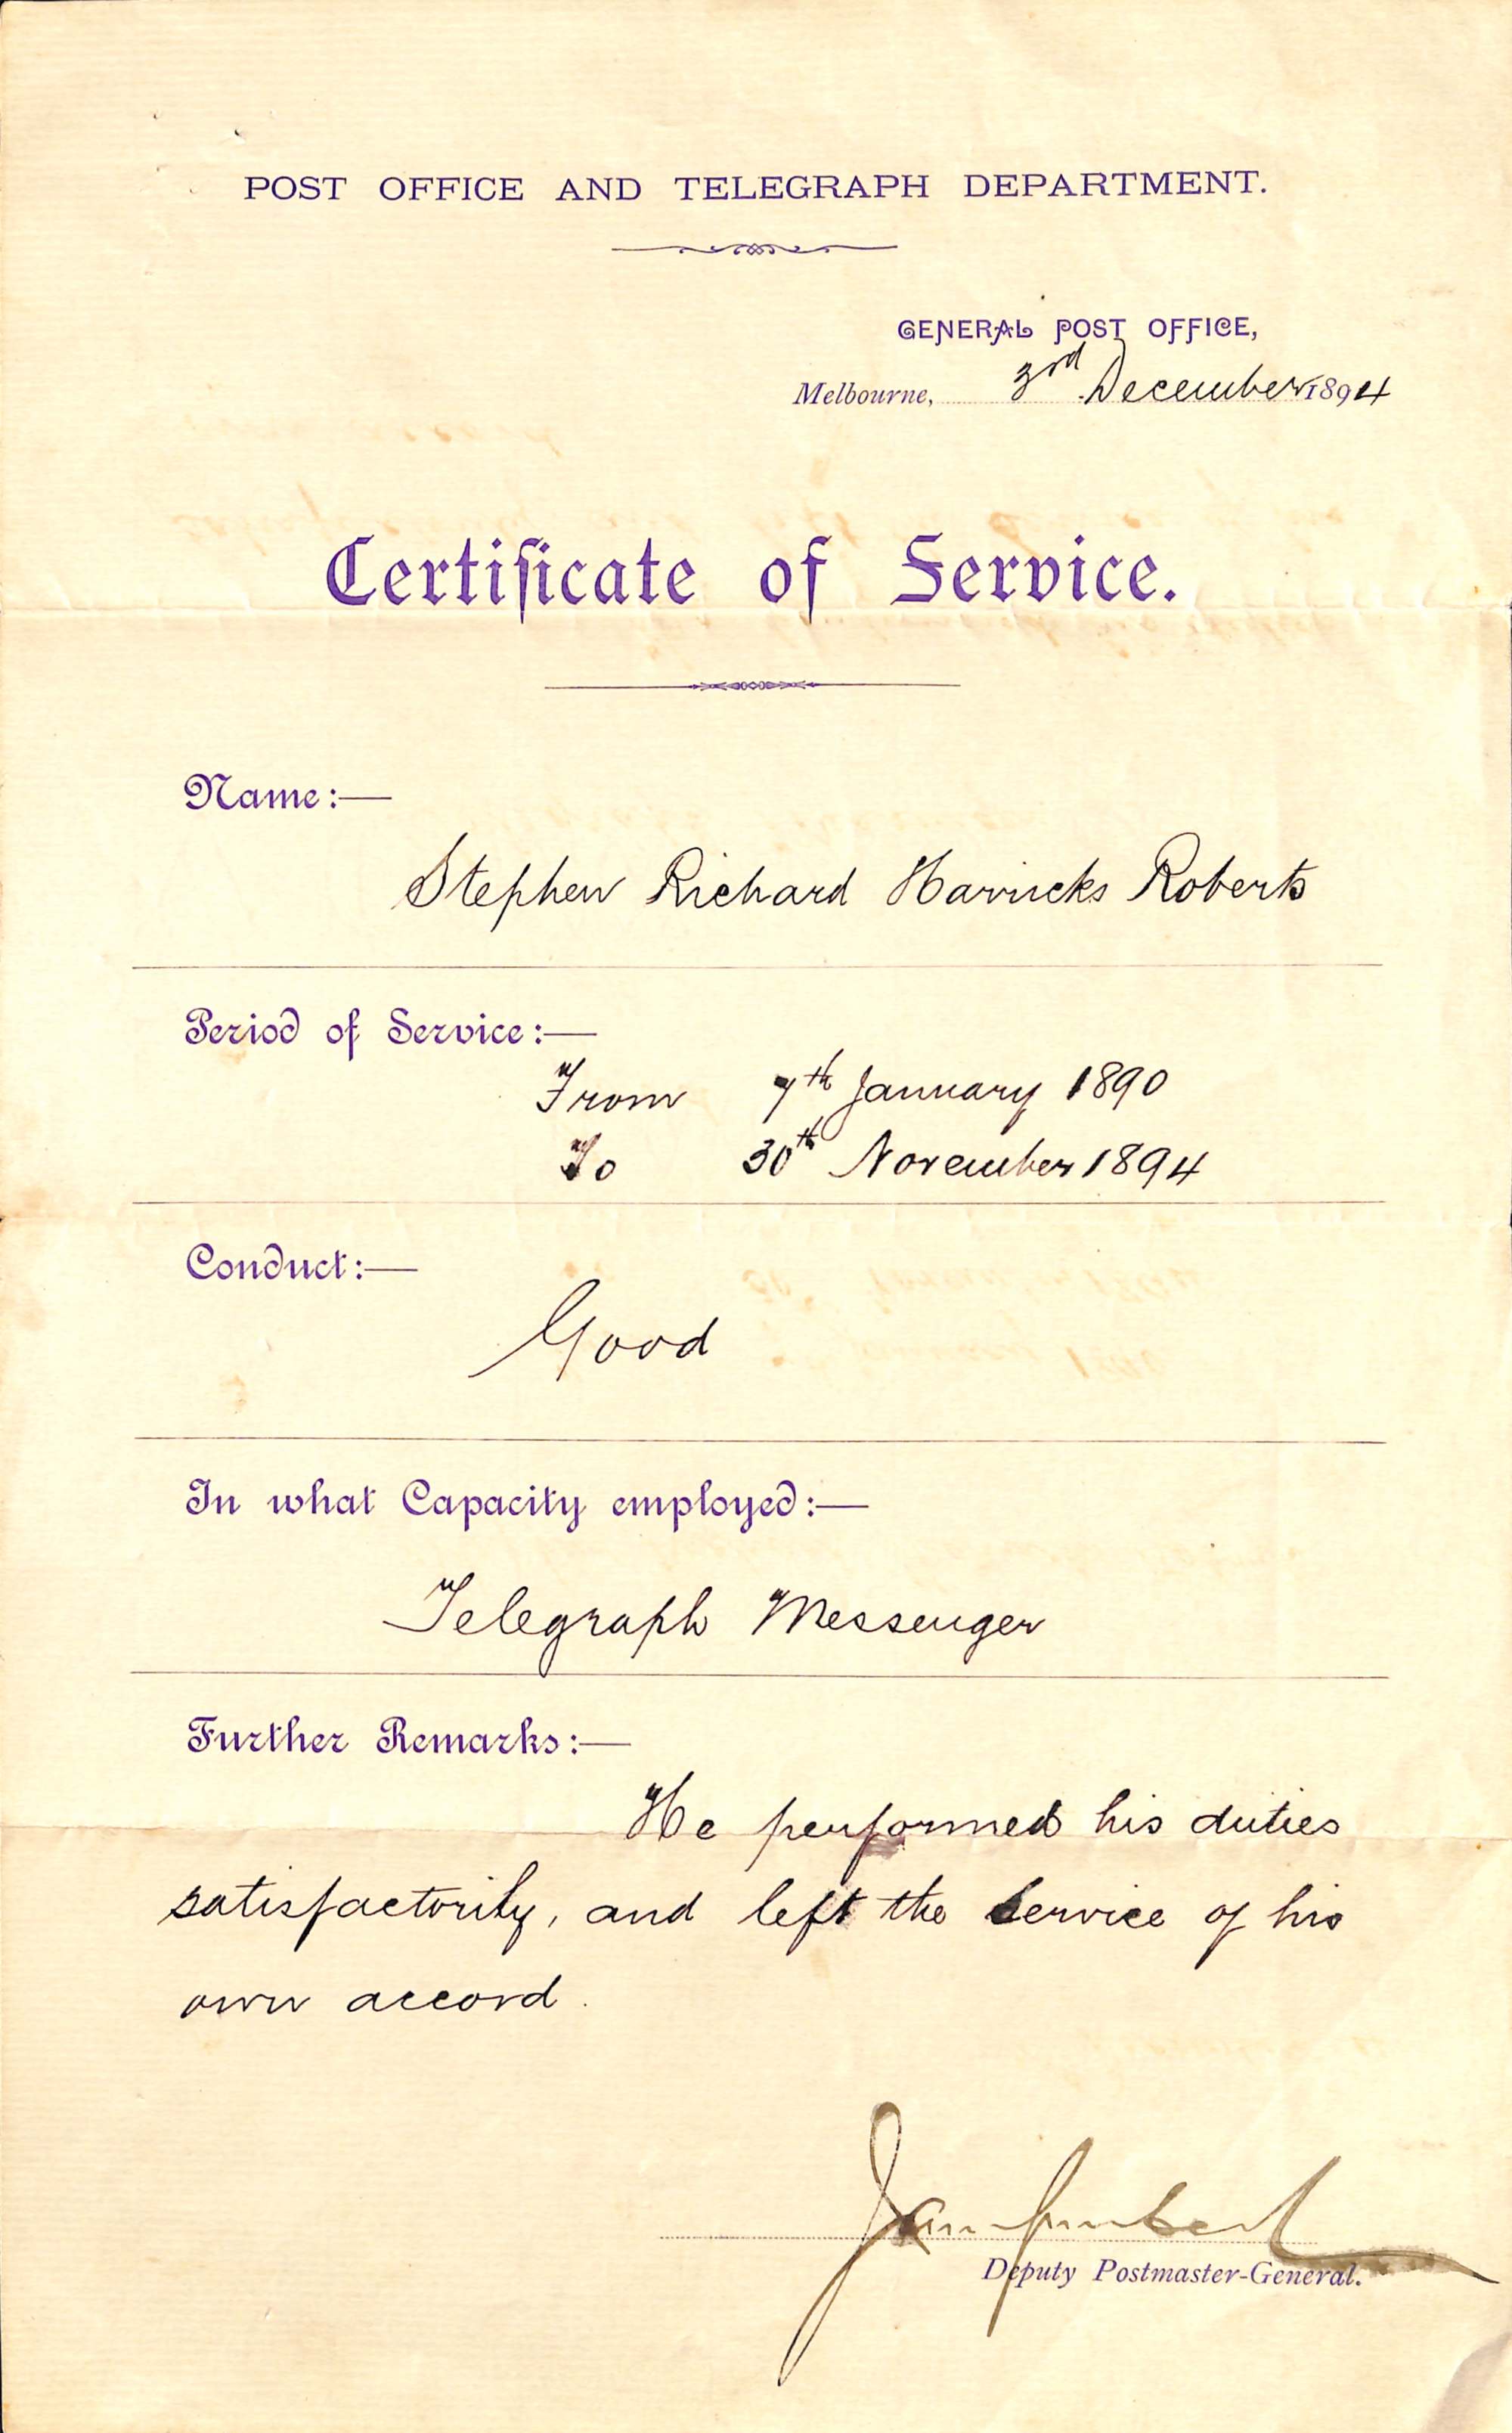 POST OFFICE AND TELEGRAPH DEPARTMENT.
GENERAL POST OFFICE,
Melbourne, 3rd December 1894
Certificate of Service.
Name:—
Stephen Richard Harricks Roberts
Period of Service:—
From 7th January 1890
To 30th November 1894
Conduct:—
Good
In what Capacity employed:—
Telegraph Messenger
Further Remarks:—
He performed his duties
satisfactorily, and left the Service of his
own accord.
Deputy Postmaster-General.